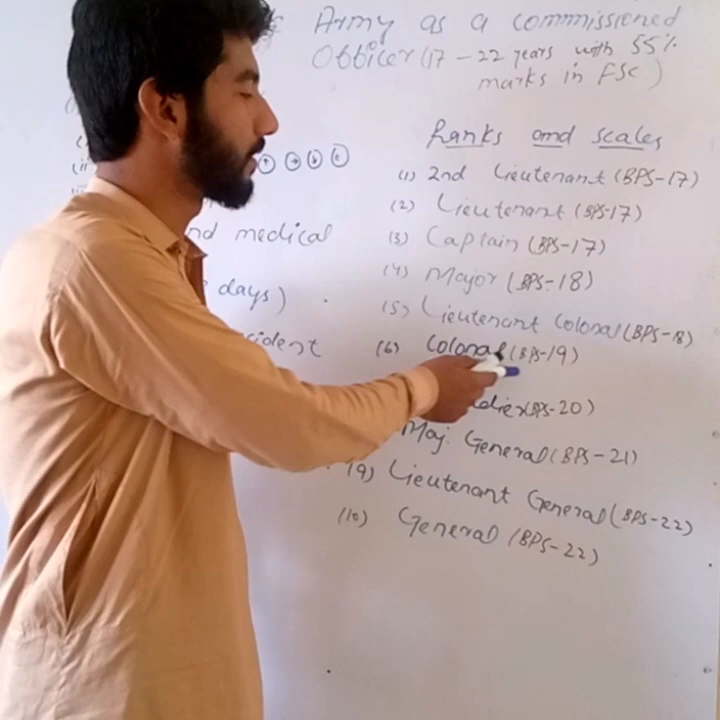 Army as a commissioned
Officer (17 - 22 years with 55%
marks in FSc)
Ranks and scales
(1) 2nd Lieutenant (BPS-17)
(2) Lieutenant (BPS-17)
(3) Captain (BPS-17)
nd medical
(4) Major (BPS-18)
days)
(5) Lieutenant Colonal (BPS-18)
(6) Colonal (BPS-19)
(BPS-20)
Maj. General (BPS-21)
(9) Lieutenant General (BPS-22)
(10) General (BPS-22)